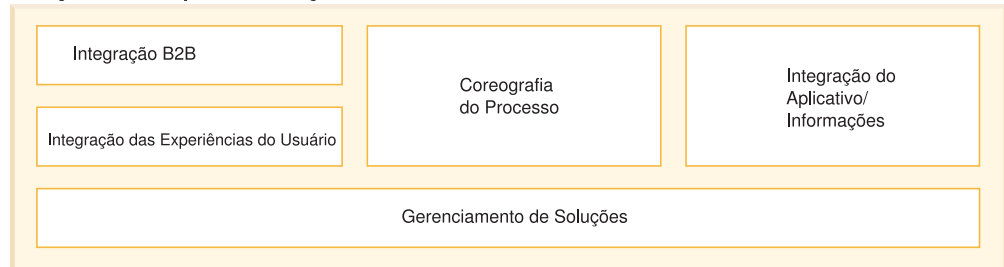 Integração B2B
Integração das Experiências do Usuário
Coreografia
do Processo
Integração do
Aplicativo/
Informações
Gerenciamento de Soluções